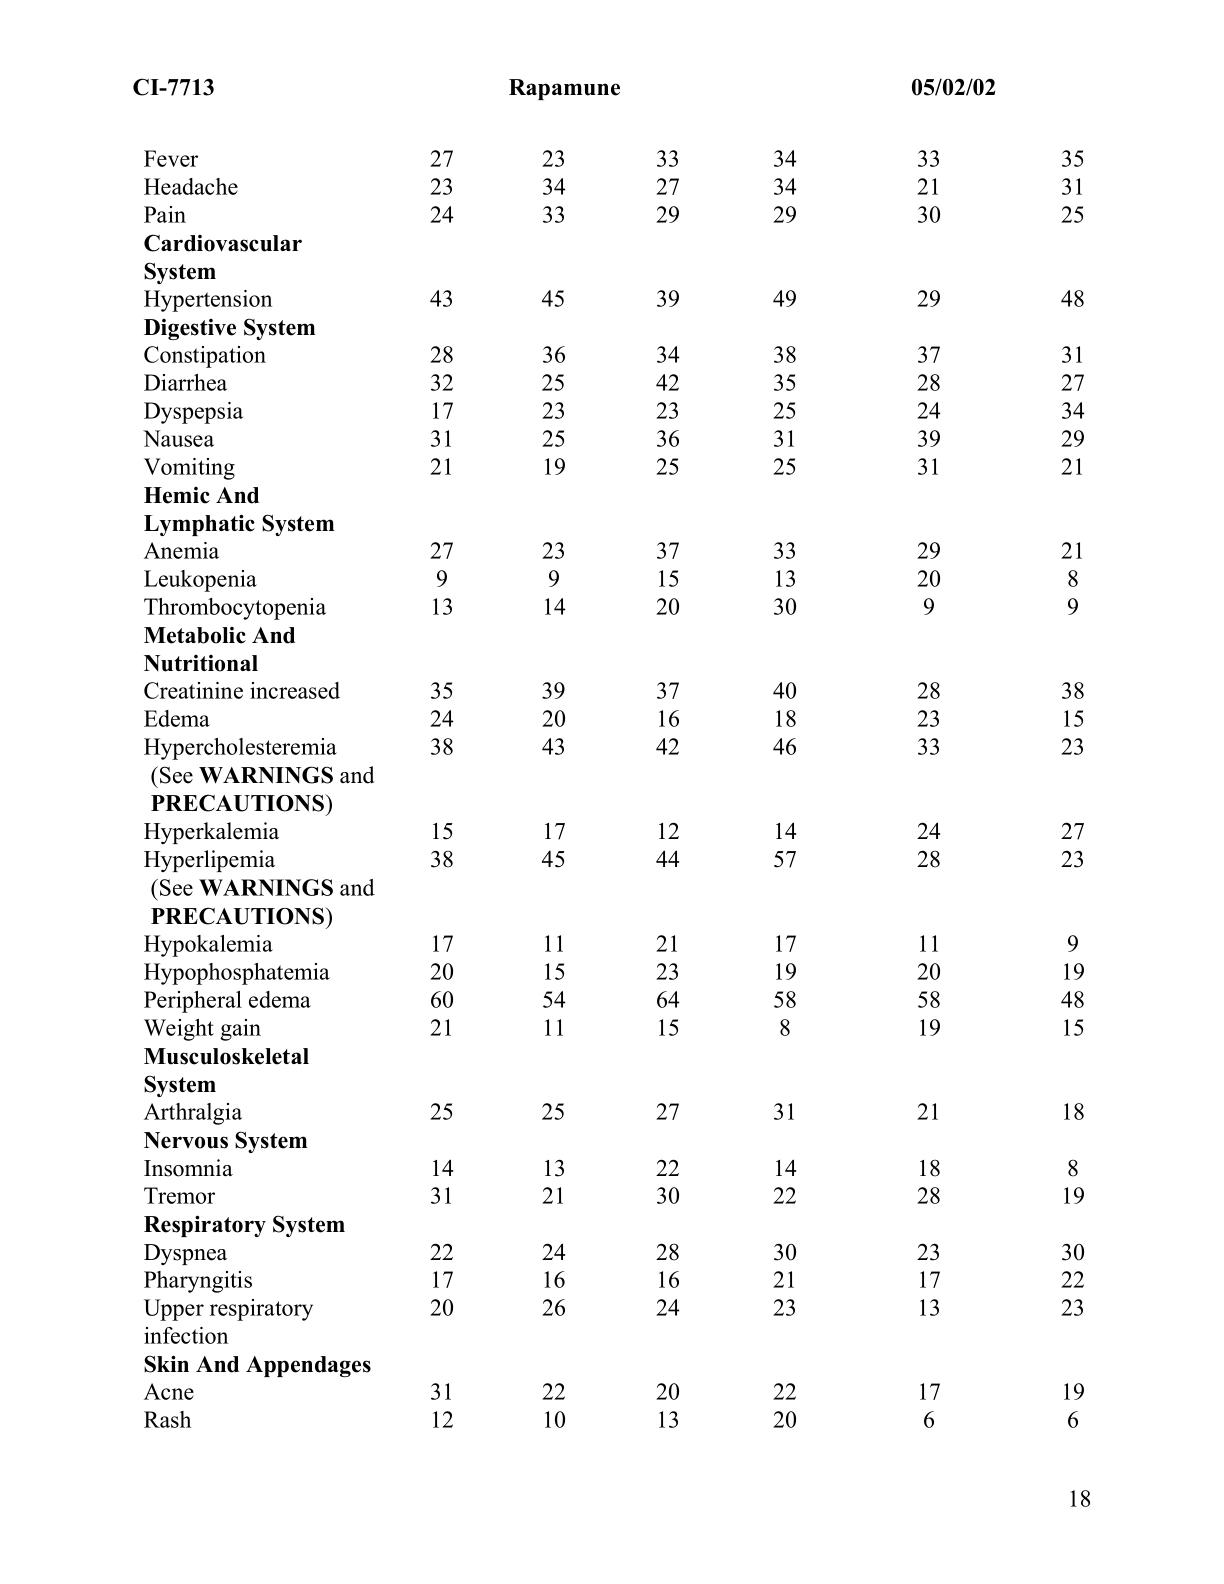 CI-7713 Rapamune 05/02/02
Fever 27 23 33 34 33 35
Headache 23 34 27 34 21 31
Pain 24 33 29 29 30 25
Cardiovascular
System
Hypertension 43 45 39 49 29 48
Digestive System
Constipation 28 36 34 38 37 31
Diarrhea 32 25 42 35 28 27
Dyspepsia 17 23 23 25 24 34
Nausea 31 25 36 31 39 29
Vomiting 21 19 25 25 31 21
Hemic And
Lymphatic System
Anemia 27 23 37 33 29 21
Leukopenia 9 9 15 13 20 8
Thrombocytopenia 13 14 20 30 9 9
Metabolic And
Nutritional
Creatinine increased 35 39 37 40 28 38
Edema 24 20 16 18 23 15
Hypercholesteremia 38 43 42 46 33 23
(See WARNINGS and
PRECAUTIONS)
Hyperkalemia 15 17 12 14 24 27
Hyperlipemia 38 45 44 57 28 23
(See WARNINGS and
PRECAUTIONS)
Hypokalemia 17 11 21 17 11 9
Hypophosphatemia 20 15 23 19 20 19
Peripheral edema 60 54 64 58 58 48
Weight gain 21 11 15 8 19 15
Musculoskeletal
System
Arthralgia 25 25 27 31 21 18
Nervous System
Insomnia 14 13 22 14 18 8
Tremor 31 21 30 22 28 19
Respiratory System
Dyspnea 22 24 28 30 23 30
Pharyngitis 17 16 16 21 17 22
Upper respiratory 20 26 24 23 13 23
infection
Skin And Appendages
Acne 31 22 20 22 17 19
Rash 12 10 13 20 6 6
18